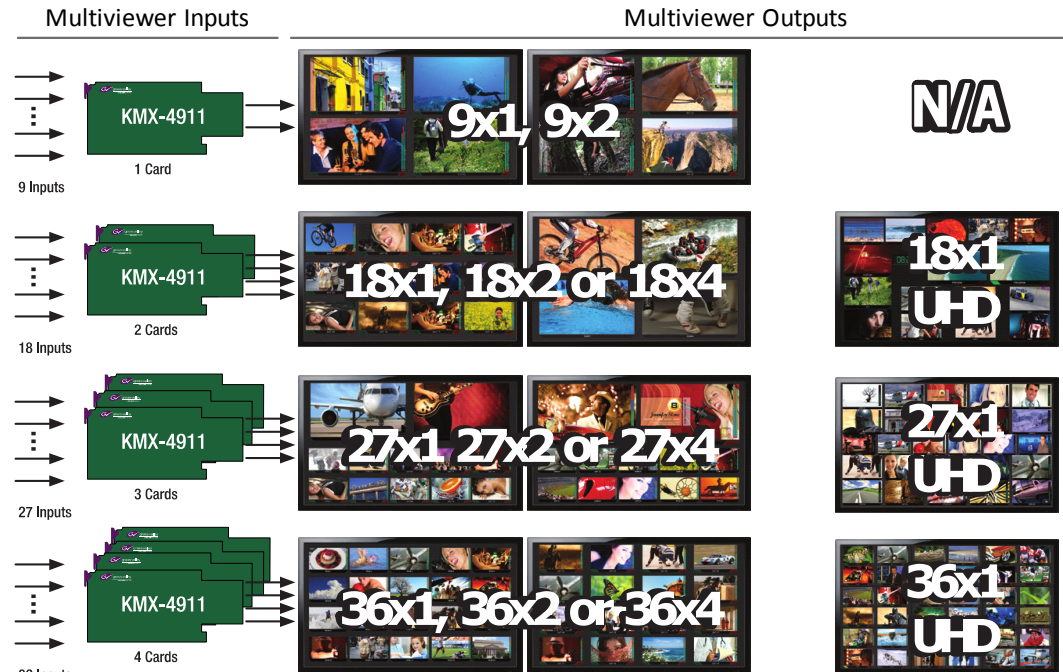 Multiviewer Inputs
Multiviewer Outputs
KMX-4911
1 Card
9 Inputs
9x1, 9x2
N/A
KMX-4911
2 Cards
18 Inputs
18x1, 18x2 or 18x4
18x1
UHD
KMX-4911
3 Cards
27 Inputs
27x1 27x2 or 27x4
27x1
UHD
KMX-4911
4 Cards
36x1, 36x2 or 36x4
36x1
UHD